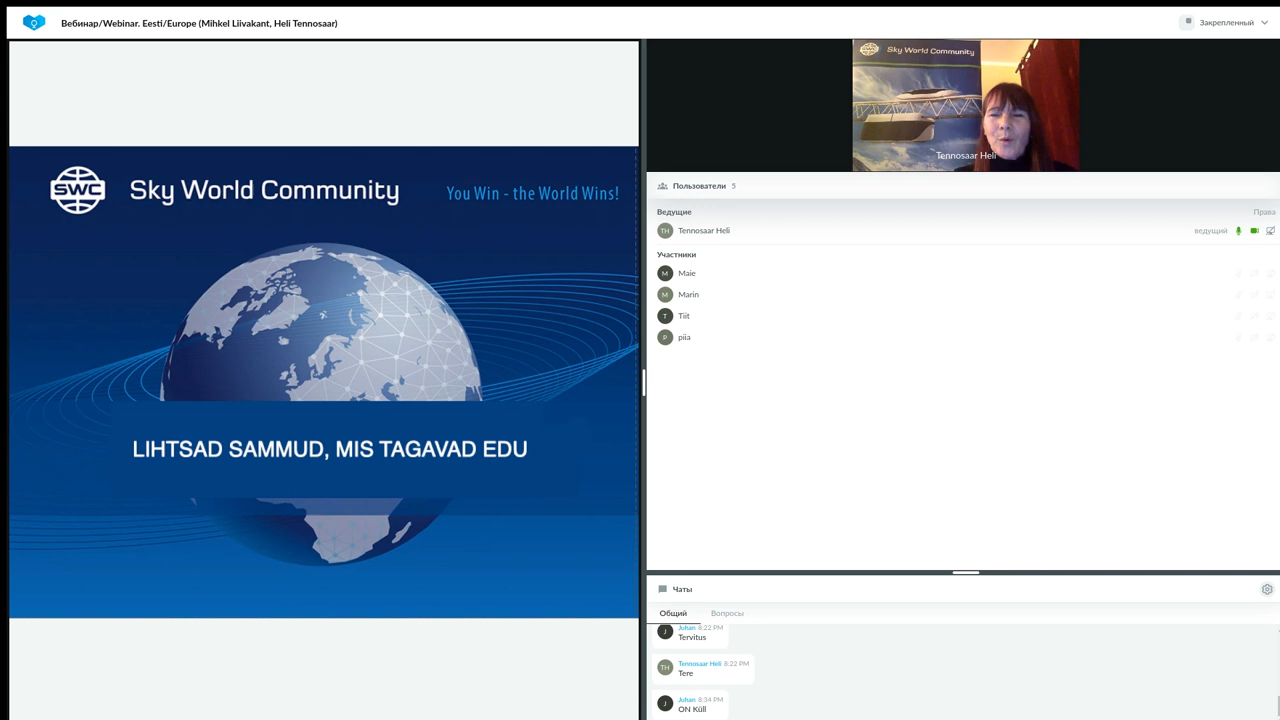 Вебинар/Webinar. Eesti/Europe (Mihkel Liivakant, Heli Tennosaar)
Закрепленный
SWC
Sky World Community
You Win - the World Wins!
LIHTSAD SAMMUD, MIS TAGAVAD EDU
Sky World Community
Tennosaar Heli
Пользователи 5
Ведущие
Права
TH Tennosaar Heli
ведущий
Участники
M Maie
M Marin
T Tiit
P piia
Чаты
Общий Вопросы
J Juhan 8:22 PM
Tervitus
TH Tennosaar Heli 8:22 PM
Tere
J Juhan 8:34 PM
ON Küll